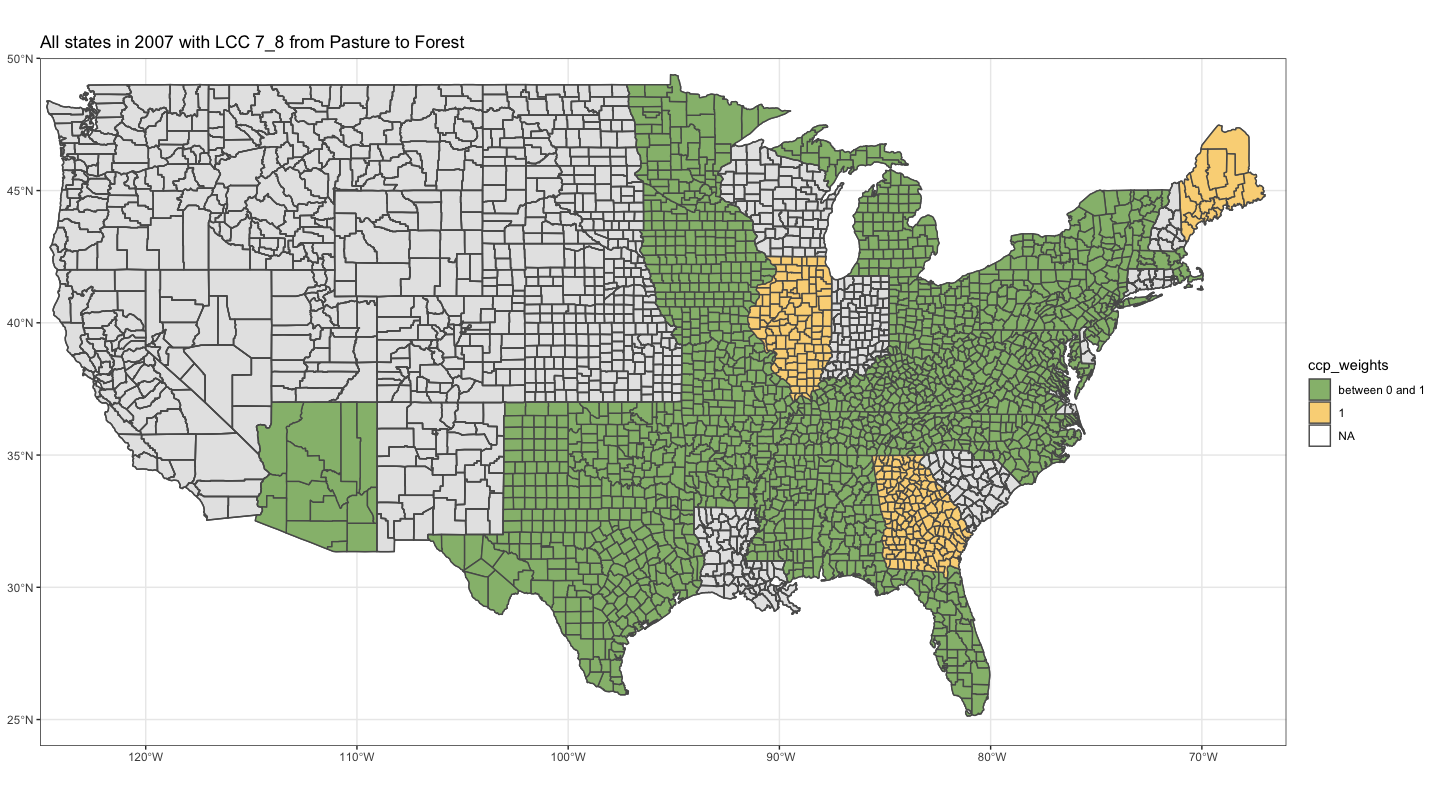 All states in 2007 with LCC 7_8 from Pasture to Forest
50°N
45°N
40°N
35°N
30°N
25°N
120°W
110°W
100°W
90°W
80°W
70°W
ccp_weights
between 0 and 1
1
NA